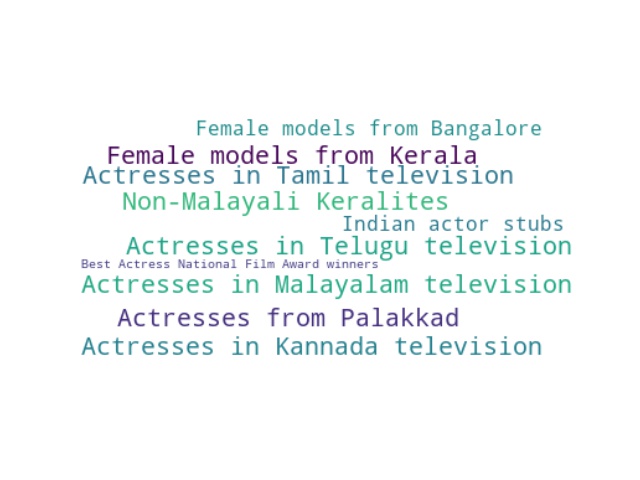 Female models from Bangalore
Female models from Kerala
Actresses in Tamil television
Non-Malayali Keralites
Indian actor stubs
Actresses in Telugu television
Best Actress National Film Award winners
Actresses in Malayalam television
Actresses from Palakkad
Actresses in Kannada television